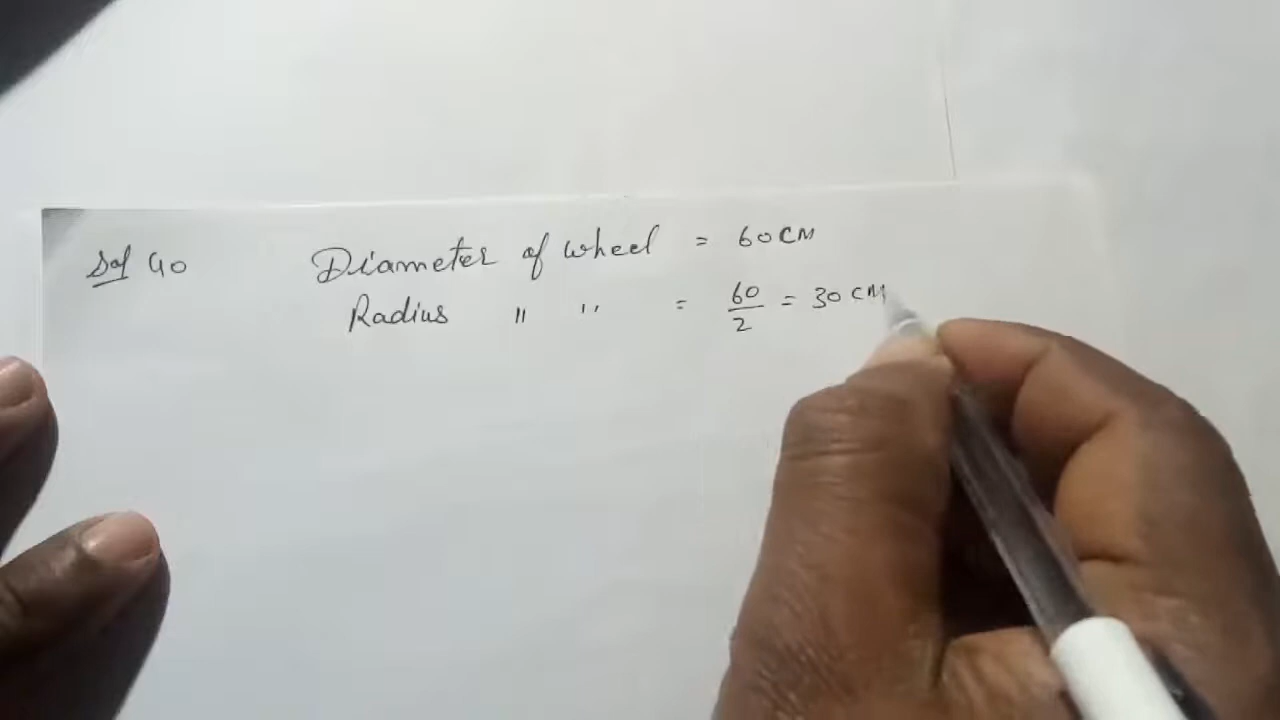 Sol 40 Diameter of wheel = 60 CM
Radius " " = 60/2 = 30 CM